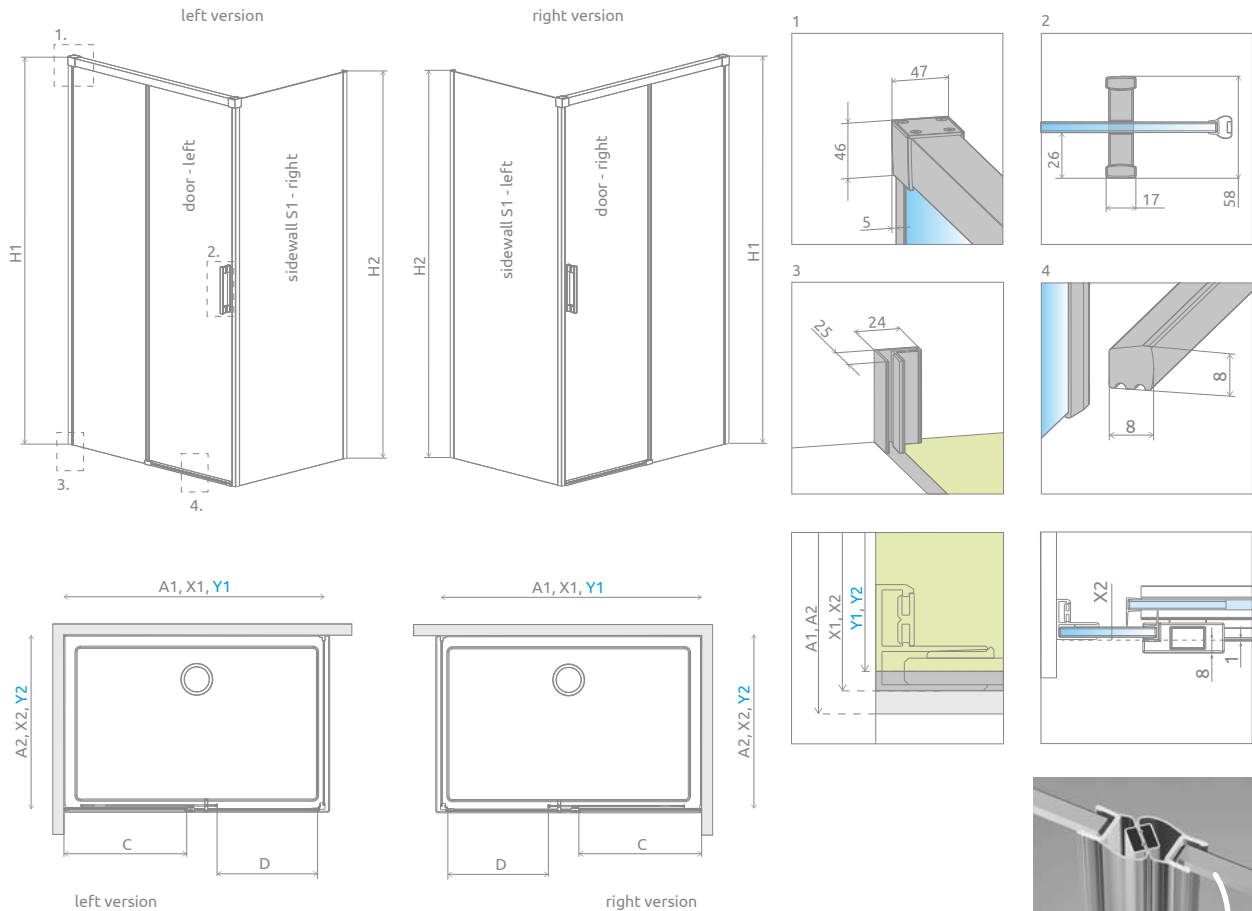 left version
right version
1.
door - left
sidewall S1 - right
2.
H1
H2
3.
4.
H2
sidewall S1 - left
door - right
H1
1
47
46
5
2
26
17
58
3
25
24
4
8
8
A1, X1, Y1
A2, X2, Y2
C
D
left version
A1, X1, Y1
A2, X2, Y2
D
C
right version
A1, A2
X1, X2
Y1, Y2
X2
8
1